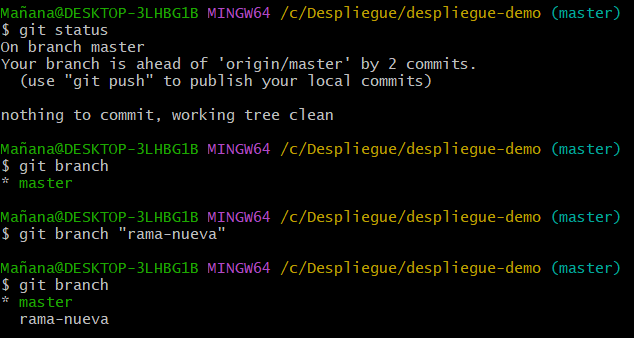 Mañana@DESKTOP-3LHBG1B MINGW64 /c/Despliegue/despliegue-demo (master)
$ git status
On branch master
Your branch is ahead of 'origin/master' by 2 commits.
  (use "git push" to publish your local commits)

nothing to commit, working tree clean

Mañana@DESKTOP-3LHBG1B MINGW64 /c/Despliegue/despliegue-demo (master)
$ git branch
* master

Mañana@DESKTOP-3LHBG1B MINGW64 /c/Despliegue/despliegue-demo (master)
$ git branch "rama-nueva"

Mañana@DESKTOP-3LHBG1B MINGW64 /c/Despliegue/despliegue-demo (master)
$ git branch
* master
  rama-nueva